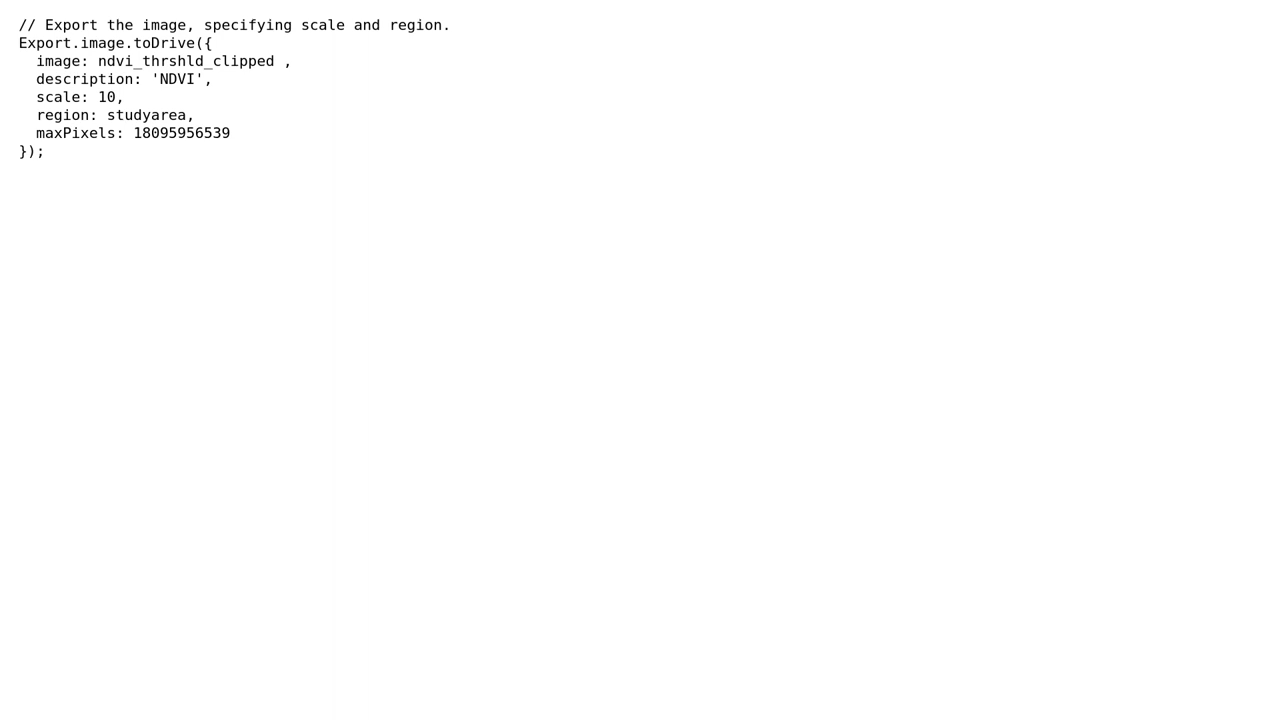 // Export the image, specifying scale and region.
Export.image.toDrive({
  image: ndvi_thrshld_clipped ,
  description: 'NDVI',
  scale: 10,
  region: studyarea,
  maxPixels: 18095956539
});